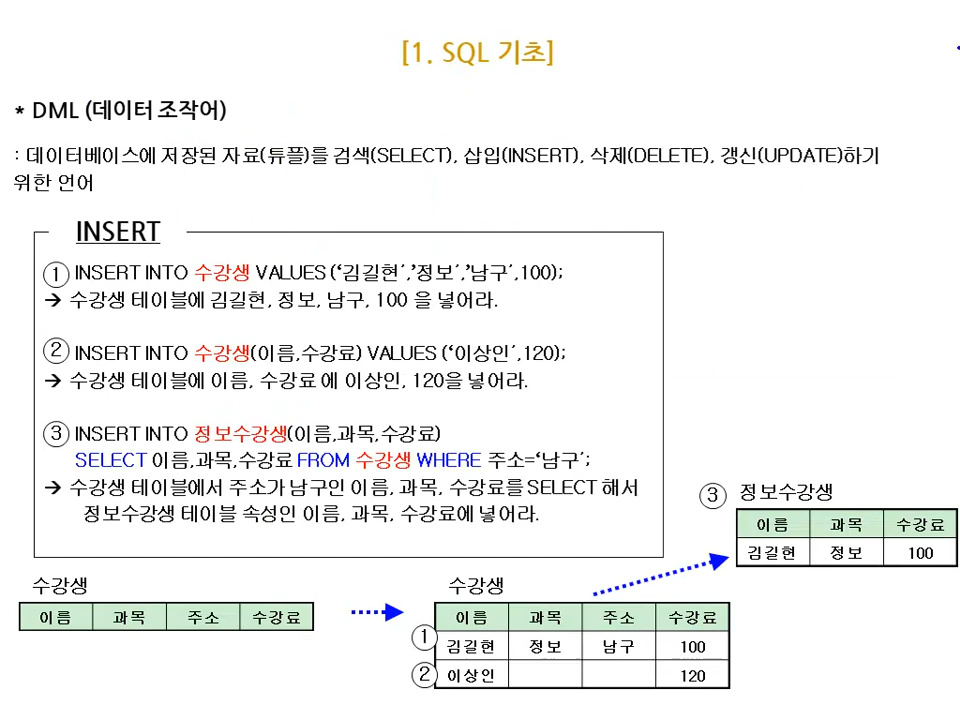 [1. SQL 기초]
* DML (데이터 조작어)
: 데이터베이스에 저장된 자료(튜플)를 검색(SELECT), 삽입(INSERT), 삭제(DELETE), 갱신(UPDATE)하기
위한 언어
INSERT
① INSERT INTO 수강생 VALUES (‘김길현’,’정보’,’남구’,100);
→ 수강생 테이블에 김길현, 정보, 남구, 100 을 넣어라.
② INSERT INTO 수강생(이름,수강료) VALUES (‘이상인’,120);
→ 수강생 테이블에 이름, 수강료 에 이상인, 120을 넣어라.
③ INSERT INTO 정보수강생(이름,과목,수강료)
SELECT 이름,과목,수강료 FROM 수강생 WHERE 주소=‘남구’;
→ 수강생 테이블에서 주소가 남구인 이름, 과목, 수강료를 SELECT 해서
정보수강생 테이블 속성인 이름, 과목, 수강료에 넣어라.
③ 정보수강생
이름 과목 수강료
김길현 정보 100
수강생
이름 과목 주소 수강료
수강생
이름 과목 주소 수강료
① 김길현 정보 남구 100
② 이상인 120